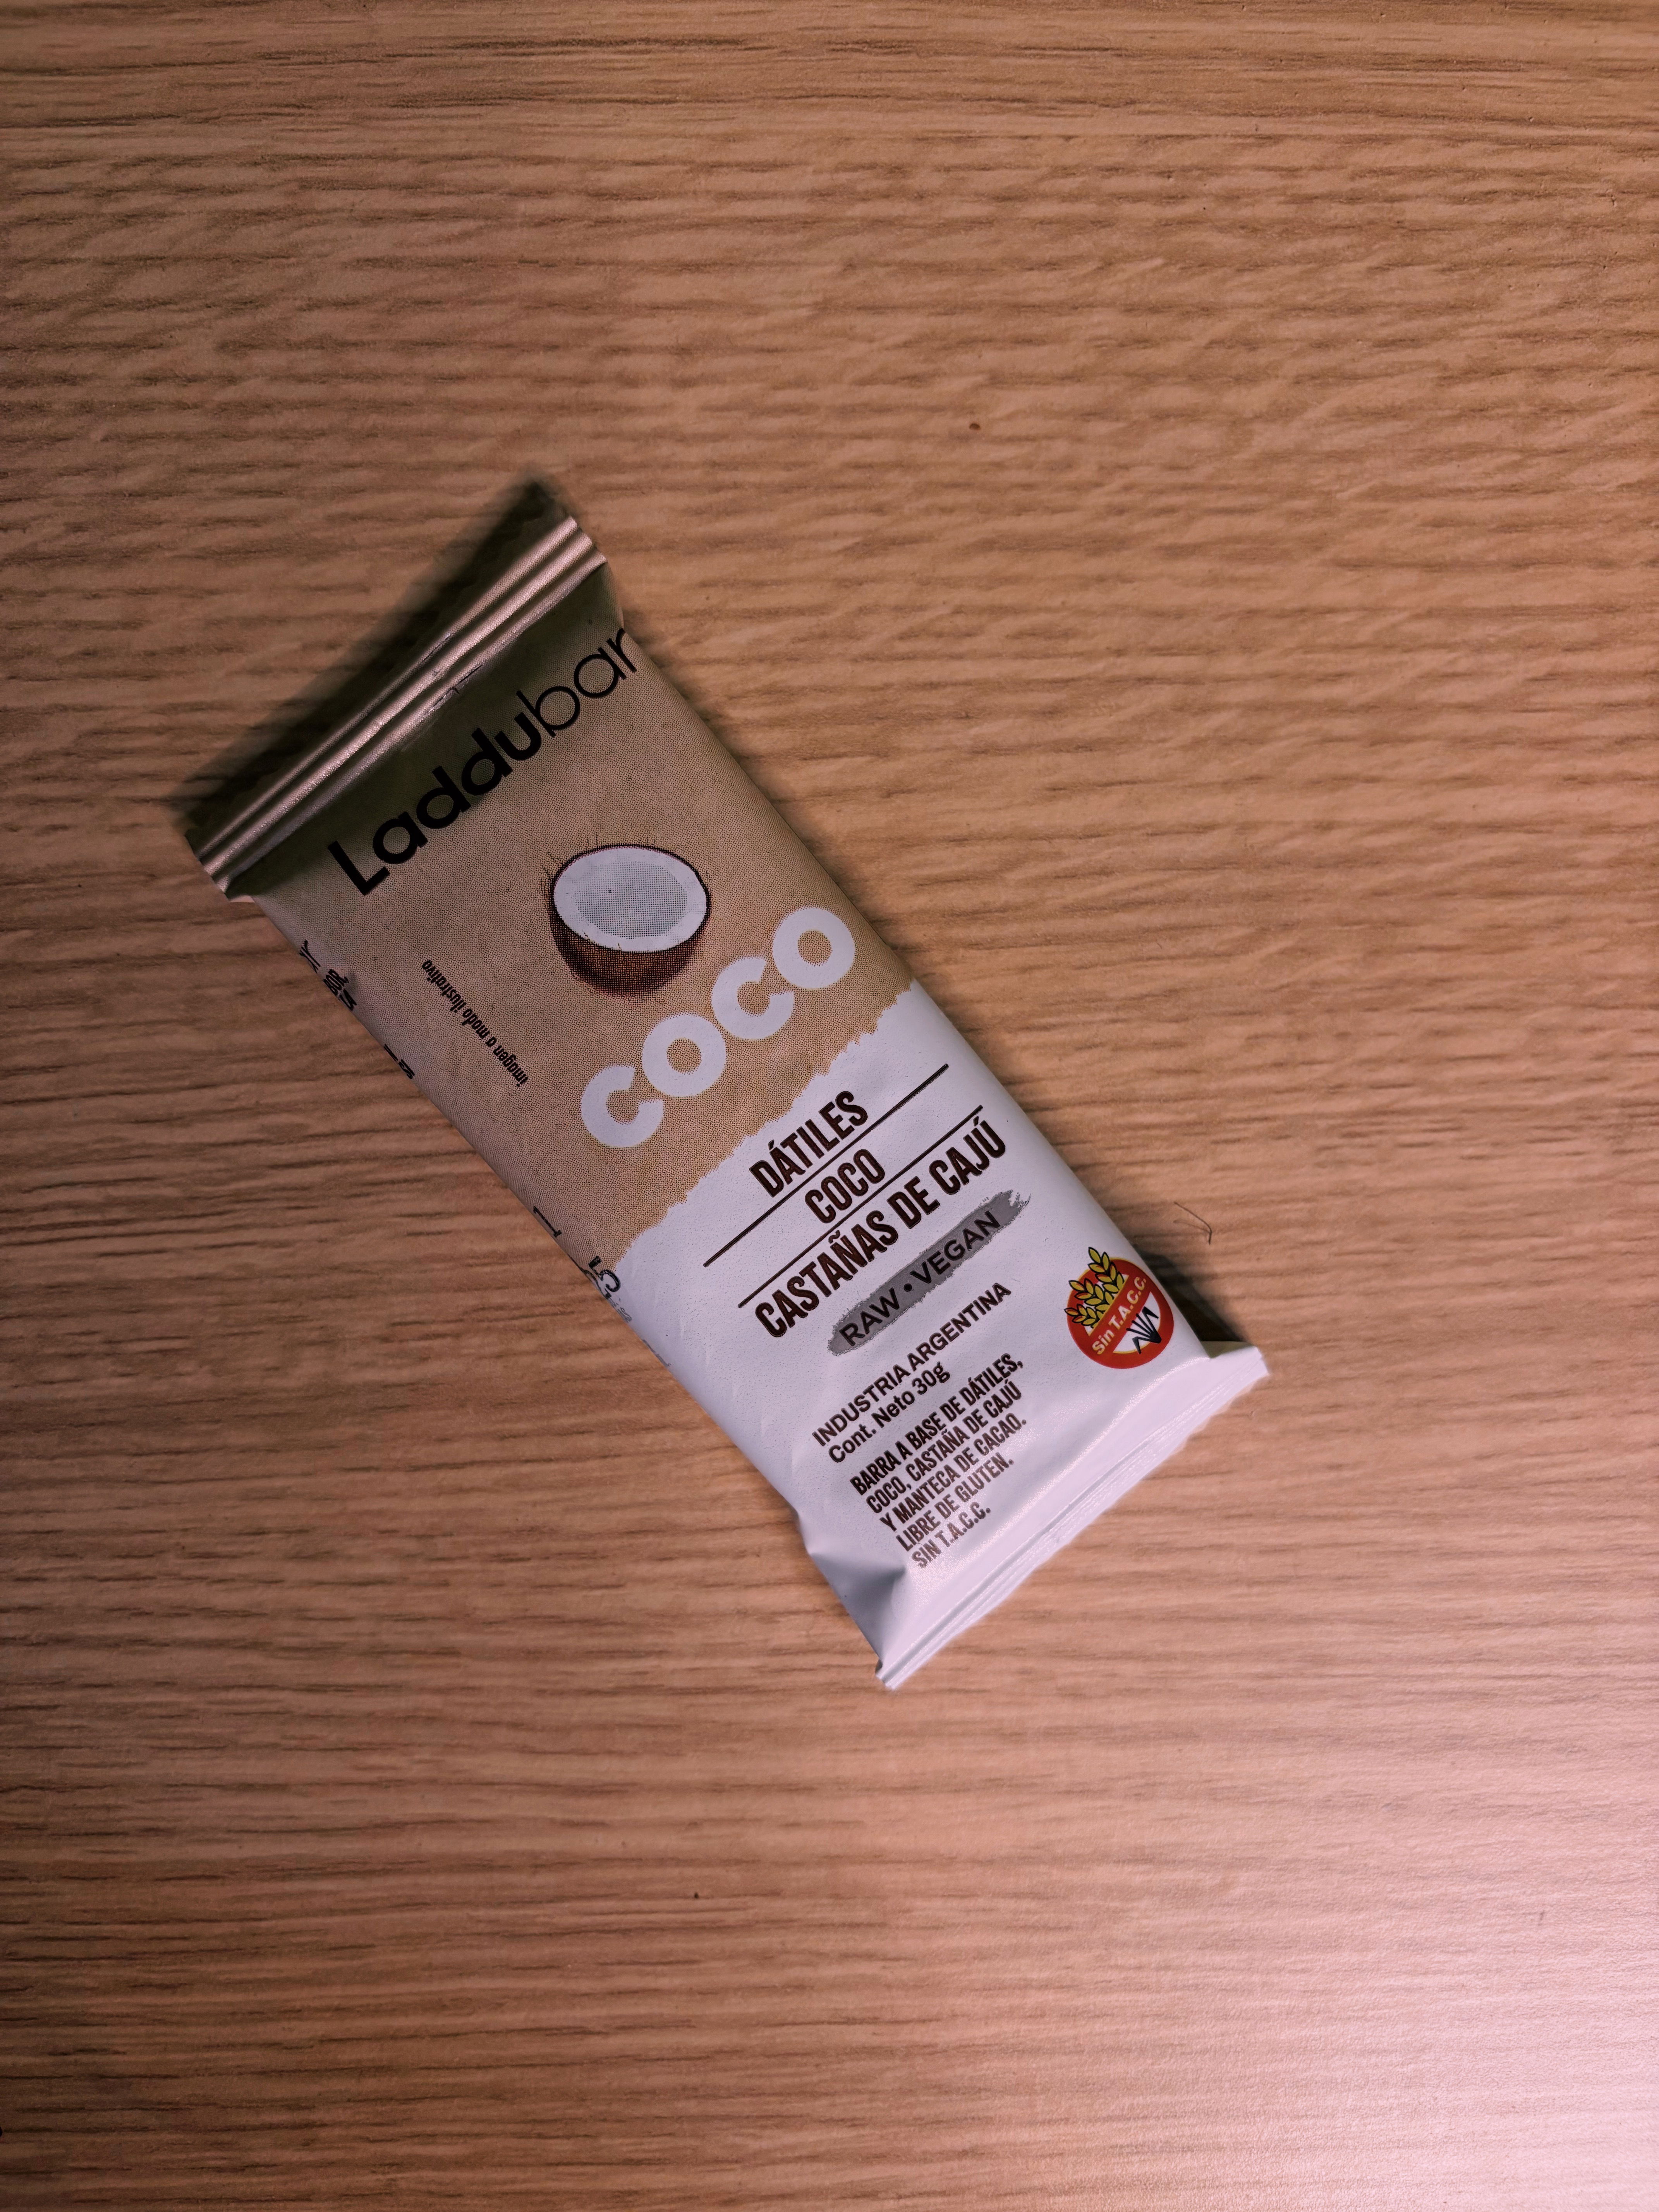 Laddubar
imagen a modo ilustrativo
COCO
DÁTILES
COCO
CASTAÑAS DE CAJÚ
RAW • VEGAN
INDUSTRIA ARGENTINA
Cont. Neto 30g
BARRA A BASE DE DÁTILES,
COCO, CASTAÑA DE CAJÚ
Y MANTECA DE CACAO.
LIBRE DE GLUTEN.
SIN T.A.C.C.
Sin T.A.C.C.